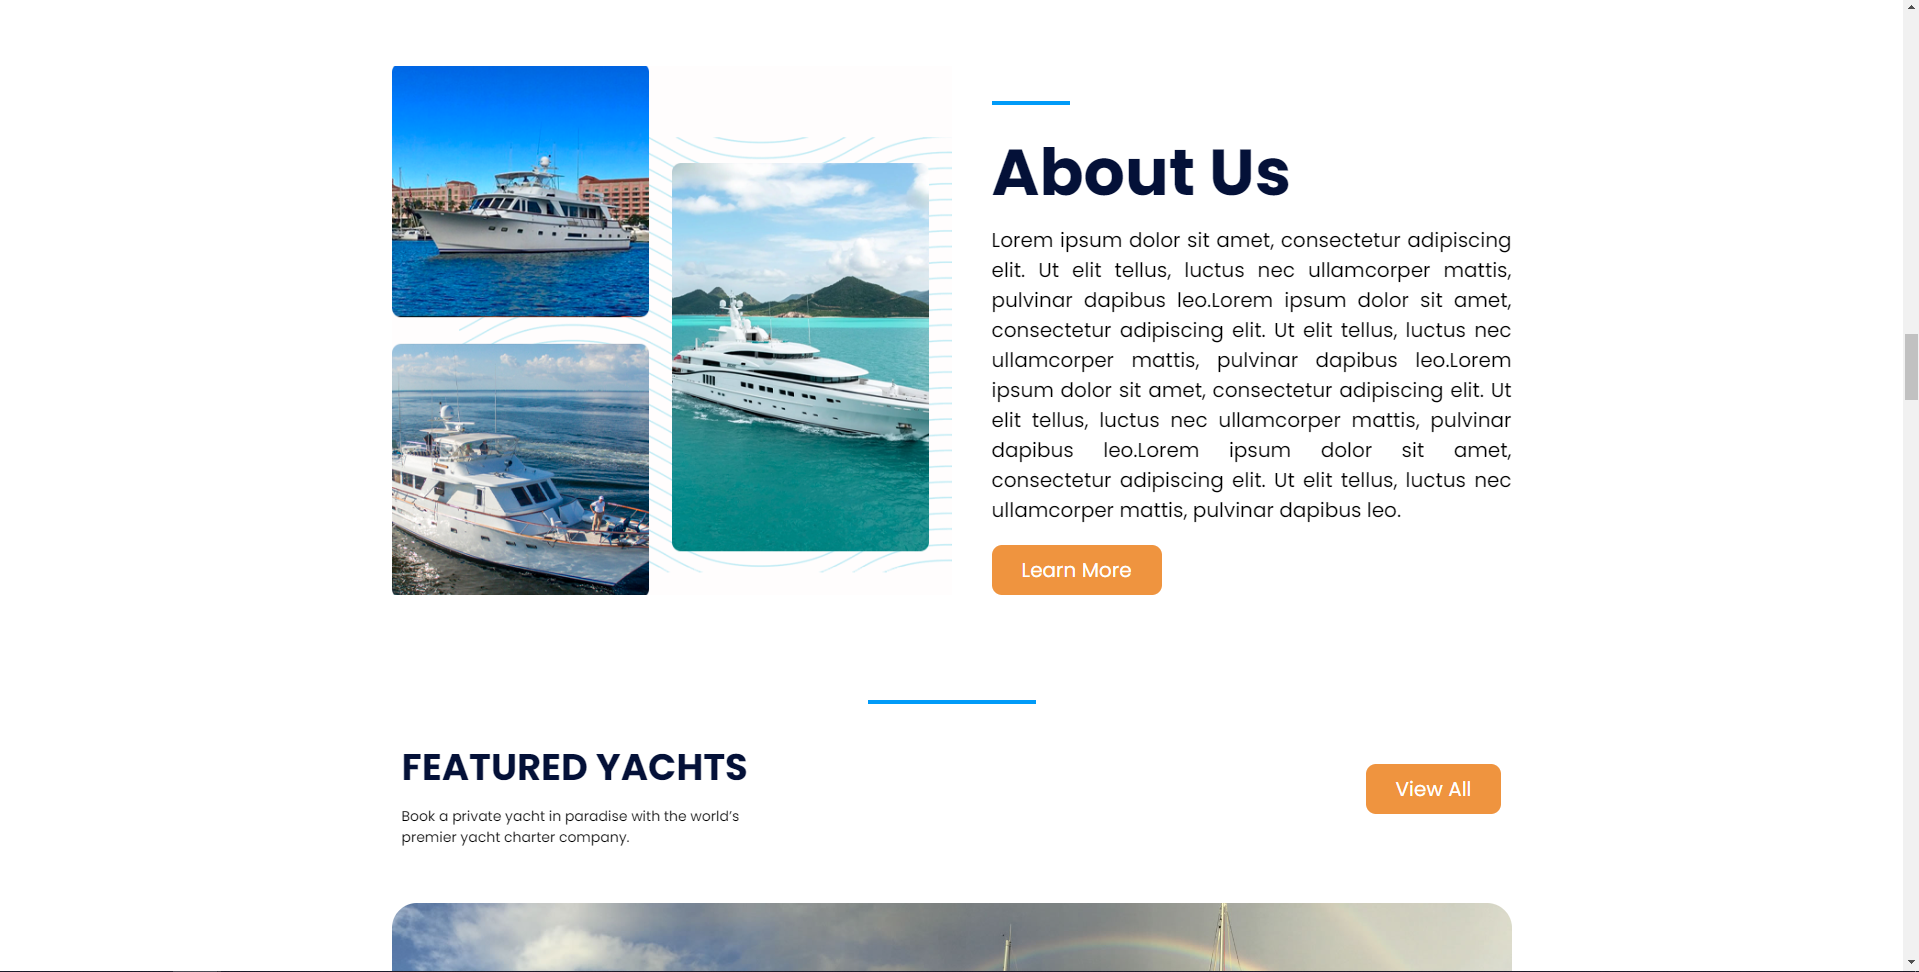 About Us
Lorem ipsum dolor sit amet, consectetur adipiscing
elit. Ut elit tellus, luctus nec ullamcorper mattis,
pulvinar dapibus leo.Lorem ipsum dolor sit amet,
consectetur adipiscing elit. Ut elit tellus, luctus nec
ullamcorper mattis, pulvinar dapibus leo.Lorem
ipsum dolor sit amet, consectetur adipiscing elit. Ut
elit tellus, luctus nec ullamcorper mattis, pulvinar
dapibus leo.Lorem ipsum dolor sit amet,
consectetur adipiscing elit. Ut elit tellus, luctus nec
ullamcorper mattis, pulvinar dapibus leo.
Learn More
FEATURED YACHTS
View All
Book a private yacht in paradise with the world’s
premier yacht charter company.